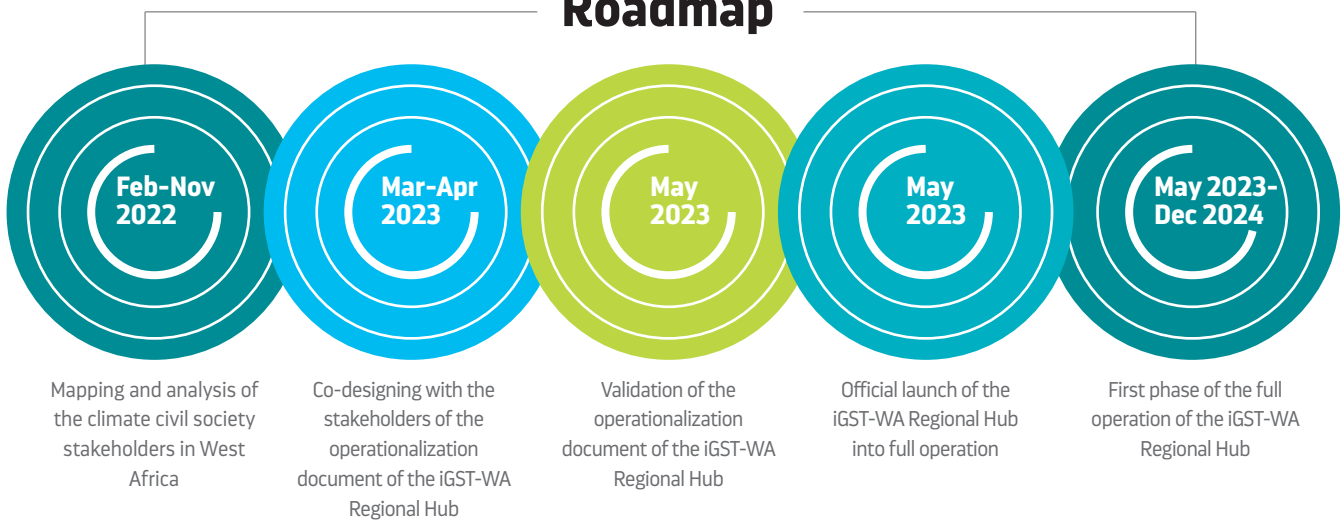 Roadmap
Feb-Nov
2022
Mapping and analysis of
the climate civil society
stakeholders in West
Africa
Mar-Apr
2023
Co-designing with the
stakeholders of the
operationalization
document of the iGST-WA
Regional Hub
May
2023
Validation of the
operationalization
document of the iGST-WA
Regional Hub
May
2023
Official launch of the
iGST-WA Regional Hub
into full operation
May 2023-
Dec 2024
First phase of the full
operation of the iGST-WA
Regional Hub